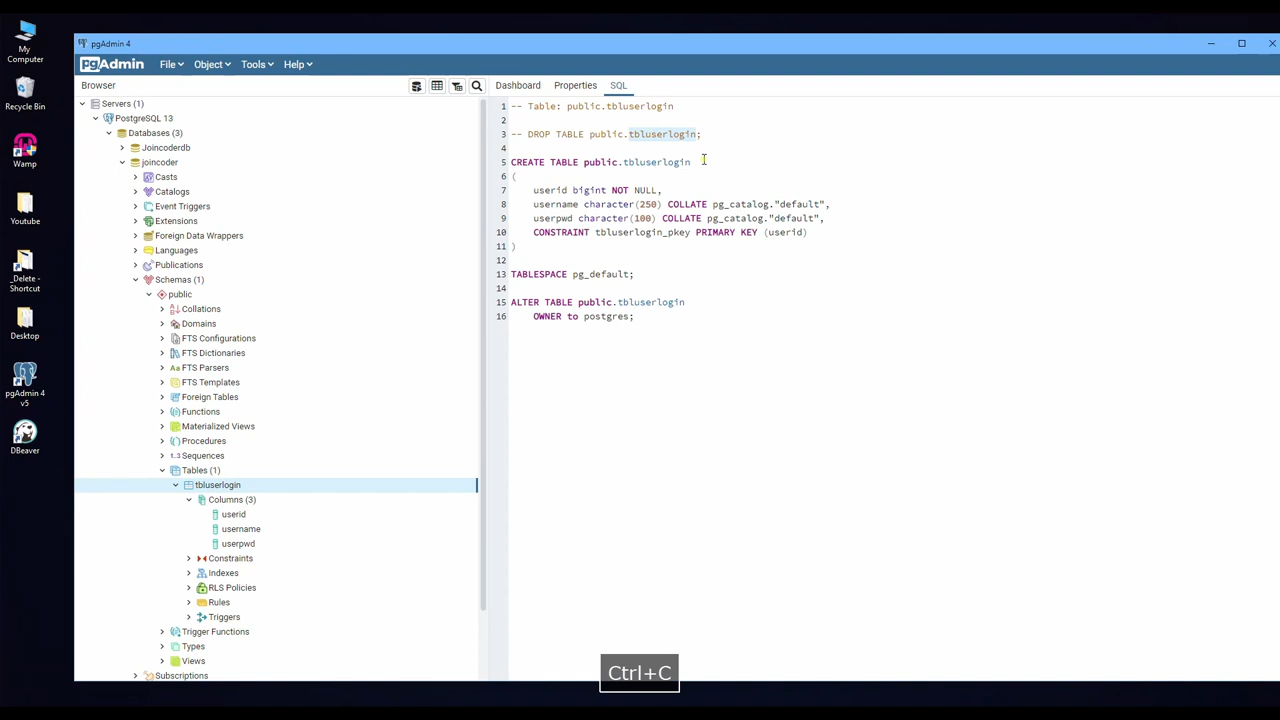 My
Computer
Recycle Bin
Wamp
Youtube
_Delete -
Shortcut
Desktop
pgAdmin 4
v5
DBeaver
pgAdmin 4
pgAdmin File Object Tools Help
Browser
Dashboard Properties SQL
Servers (1)
PostgreSQL 13
Databases (3)
Joincoderdb
joincoder
Casts
Catalogs
Event Triggers
Extensions
Foreign Data Wrappers
Languages
Publications
Schemas (1)
public
Collations
Domains
FTS Configurations
FTS Dictionaries
FTS Parsers
FTS Templates
Foreign Tables
Functions
Materialized Views
Procedures
1..3 Sequences
Tables (1)
tbluserlogin
Columns (3)
userid
username
userpwd
Constraints
Indexes
RLS Policies
Rules
Triggers
Trigger Functions
Types
Views
Subscriptions
1 -- Table: public.tbluserlogin
2
3 -- DROP TABLE public.tbluserlogin;
4
5 CREATE TABLE public.tbluserlogin
6 (
7 userid bigint NOT NULL,
8 username character(250) COLLATE pg_catalog."default",
9 userpwd character(100) COLLATE pg_catalog."default",
10 CONSTRAINT tbluserlogin_pkey PRIMARY KEY (userid)
11 )
12
13 TABLESPACE pg_default;
14
15 ALTER TABLE public.tbluserlogin
16 OWNER to postgres;
Ctrl+C